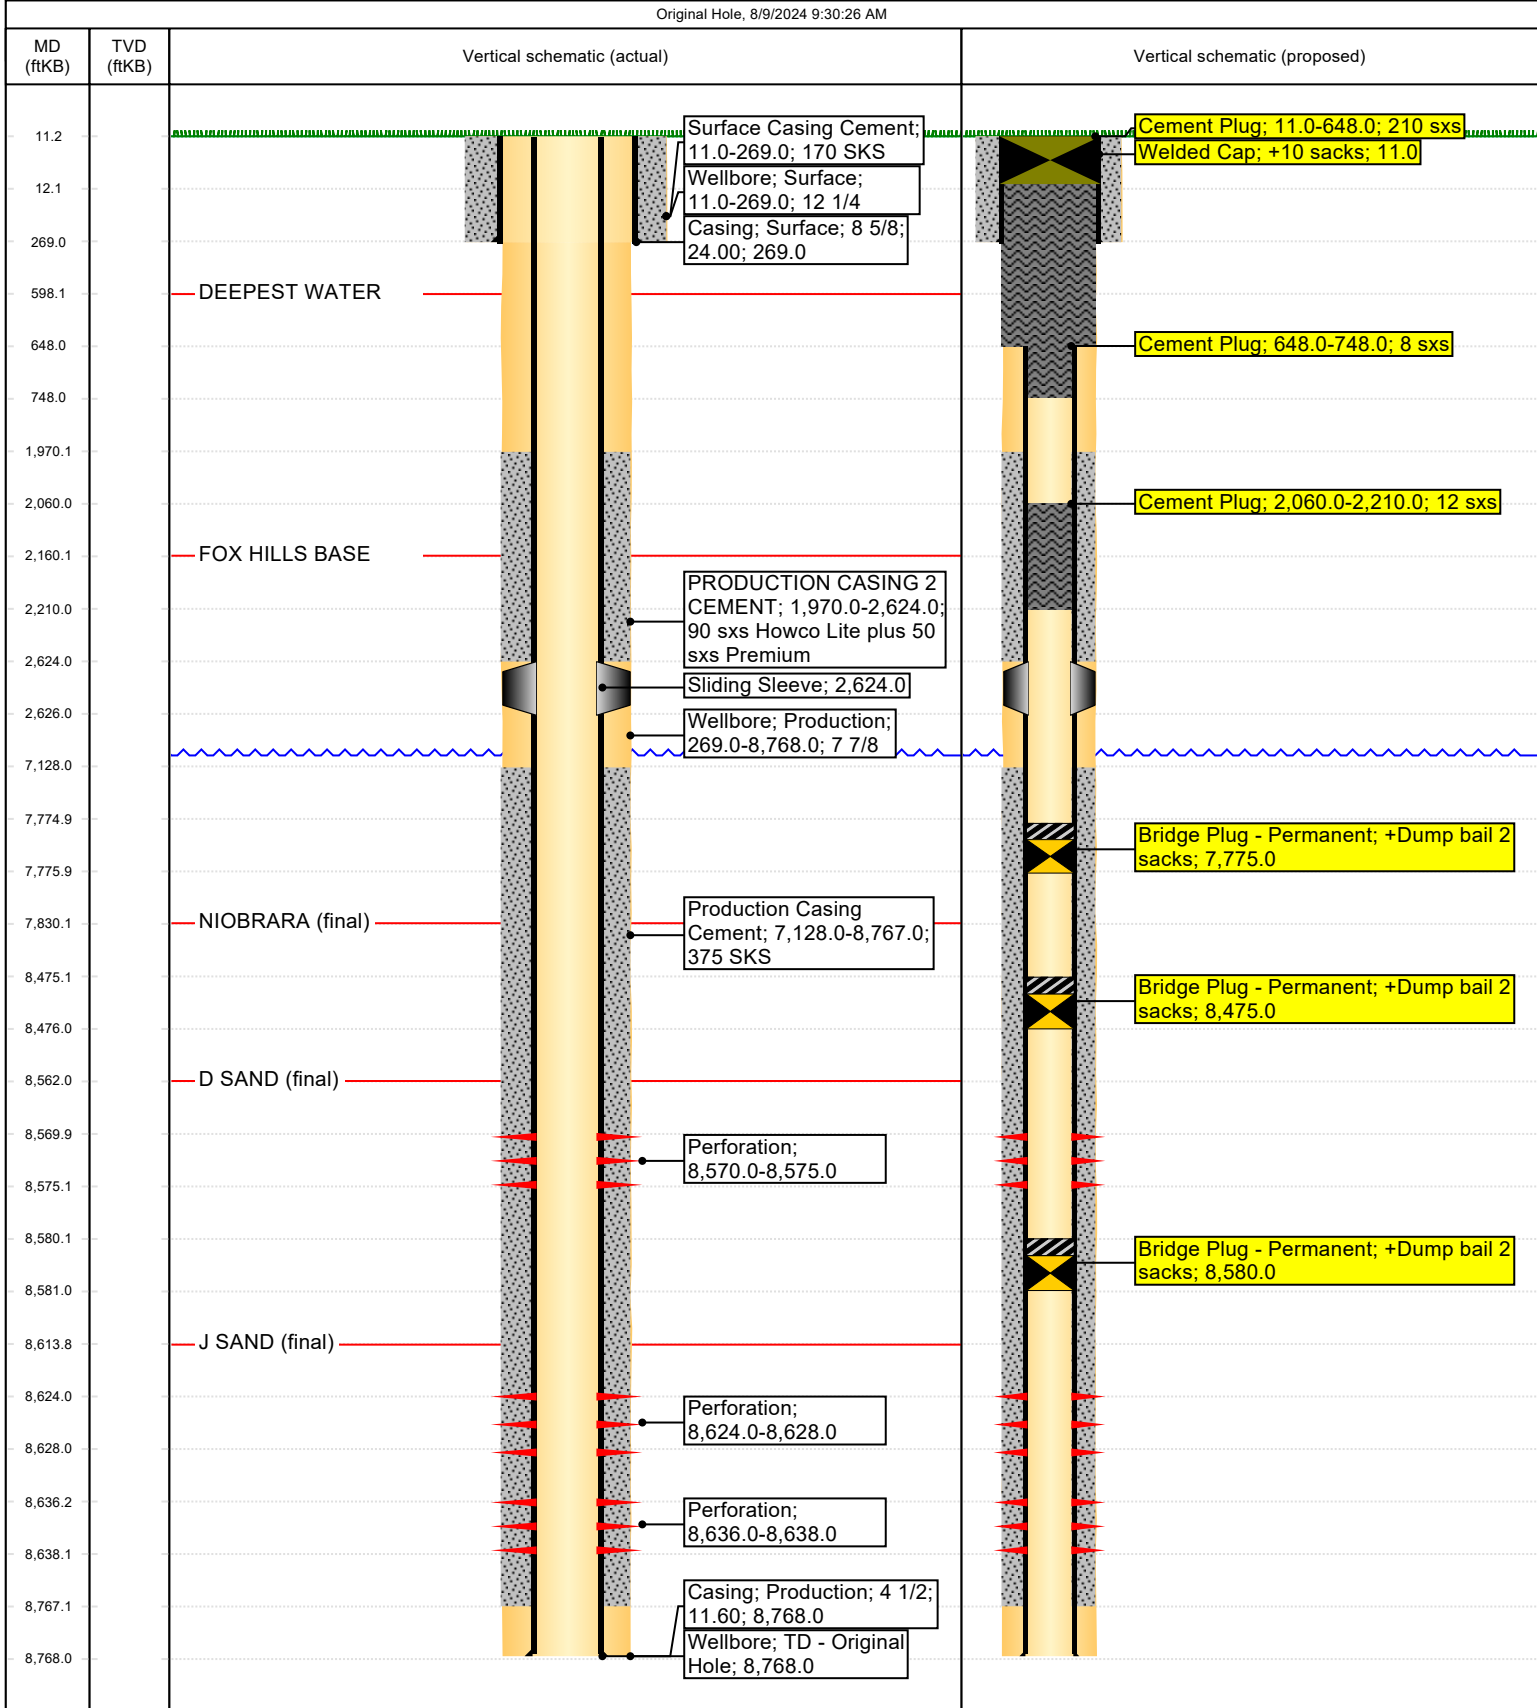 Original Hole, 8/9/2024 9:30:26 AM
MD
(ftKB)
TVD
(ftKB)
Vertical schematic (actual)
Vertical schematic (proposed)
11.2
12.1
269.0
598.1
648.0
748.0
1,970.1
2,060.0
2,160.1
2,210.0
2,624.0
2,626.0
7,128.0
7,774.9
7,775.9
7,830.1
8,475.1
8,476.0
8,562.0
8,569.9
8,575.1
8,580.1
8,581.0
8,613.8
8,624.0
8,628.0
8,636.2
8,638.1
8,767.1
8,768.0
DEEPEST WATER
FOX HILLS BASE
NIOBRARA (final)
D SAND (final)
J SAND (final)
Surface Casing Cement;
11.0-269.0; 170 SKS
Wellbore; Surface;
11.0-269.0; 12 1/4
Casing; Surface; 8 5/8;
24.00; 269.0
PRODUCTION CASING 2
CEMENT; 1,970.0-2,624.0;
90 sxs Howco Lite plus 50
sxs Premium
Sliding Sleeve; 2,624.0
Wellbore; Production;
269.0-8,768.0; 7 7/8
Production Casing
Cement; 7,128.0-8,767.0;
375 SKS
Perforation;
8,570.0-8,575.0
Perforation;
8,624.0-8,628.0
Perforation;
8,636.0-8,638.0
Casing; Production; 4 1/2;
11.60; 8,768.0
Wellbore; TD - Original
Hole; 8,768.0
Cement Plug; 11.0-648.0; 210 sxs
Welded Cap; +10 sacks; 11.0
Cement Plug; 648.0-748.0; 8 sxs
Cement Plug; 2,060.0-2,210.0; 12 sxs
Bridge Plug - Permanent; +Dump bail 2
sacks; 7,775.0
Bridge Plug - Permanent; +Dump bail 2
sacks; 8,475.0
Bridge Plug - Permanent; +Dump bail 2
sacks; 8,580.0